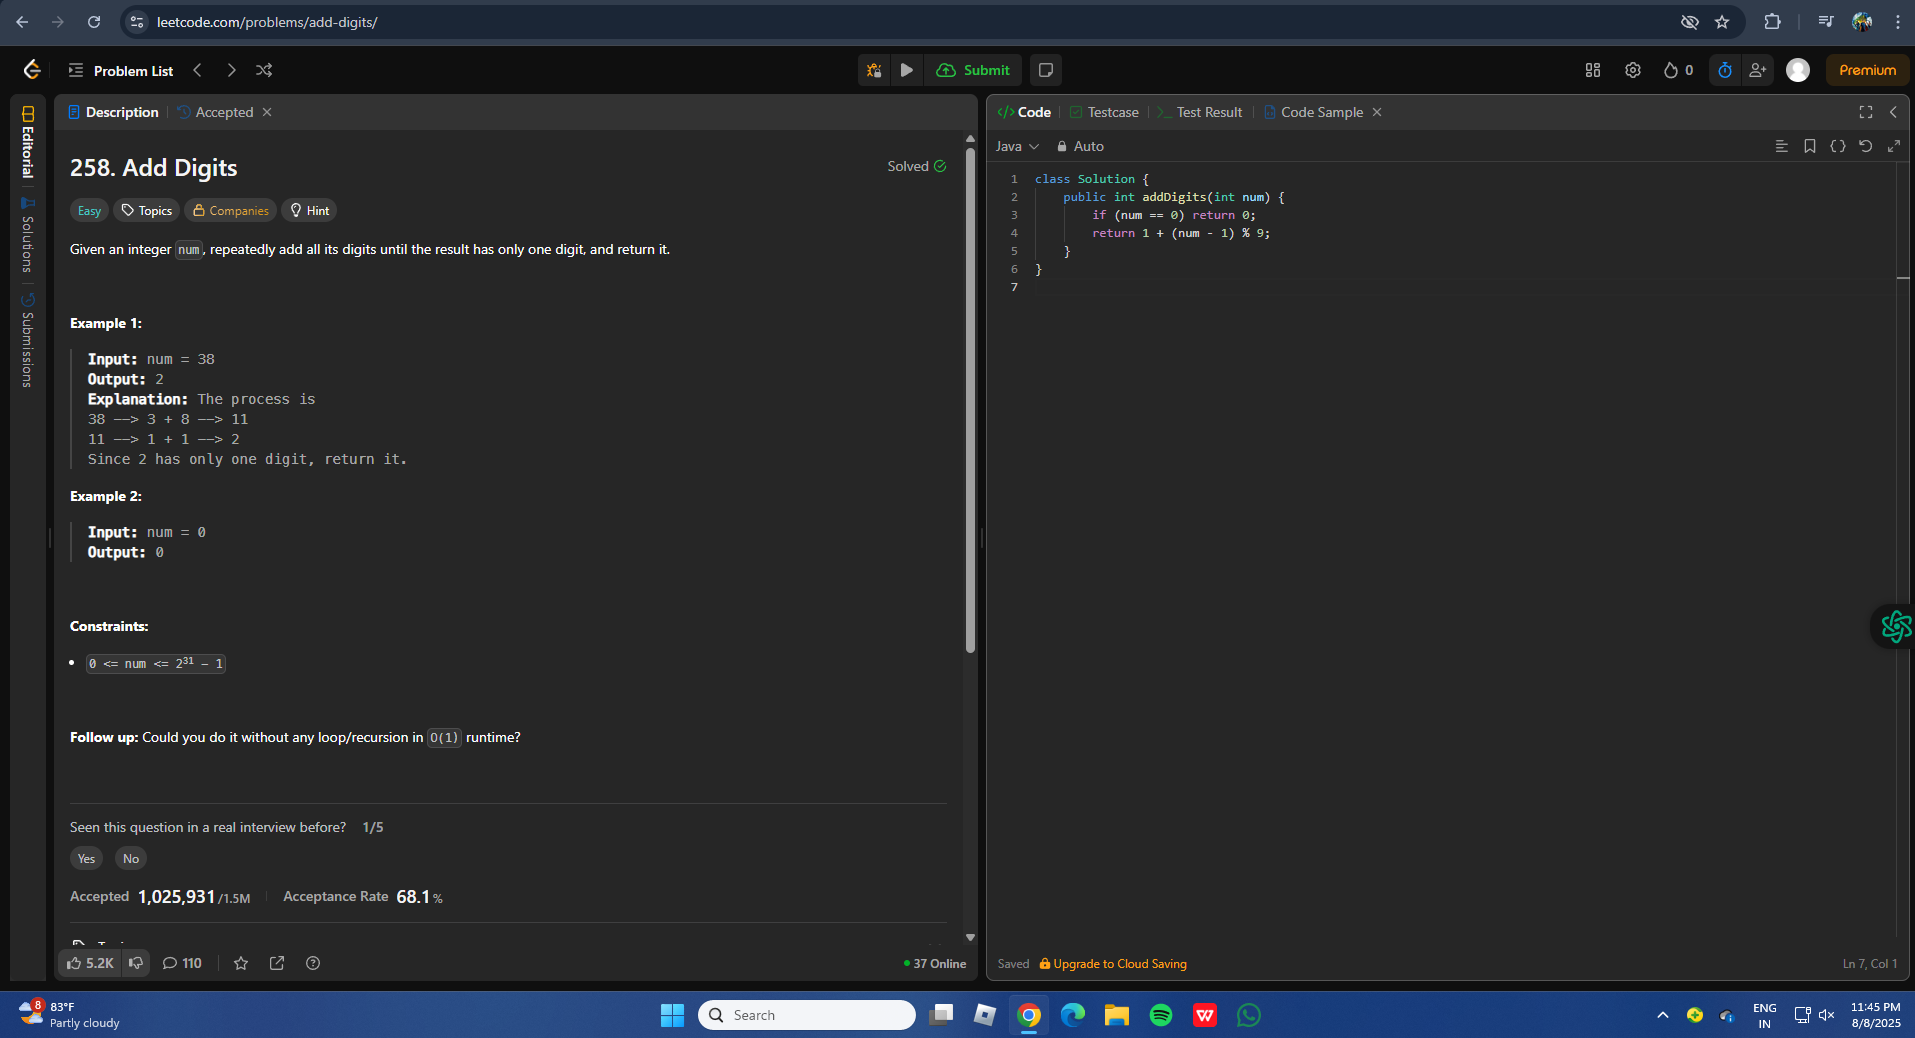 leetcode.com/problems/add-digits/
Problem List
Submit
0
Premium
Editorial
Solutions
Submissions
Description
Accepted
258. Add Digits
Solved
Easy Topics Companies Hint
Given an integer num, repeatedly add all its digits until the result has only one digit, and return it.
Example 1:
Input: num = 38
Output: 2
Explanation: The process is
38 --> 3 + 8 --> 11
11 --> 1 + 1 --> 2
Since 2 has only one digit, return it.
Example 2:
Input: num = 0
Output: 0
Constraints:
0 <= num <= 2³¹ - 1
Follow up: Could you do it without any loop/recursion in O(1) runtime?
Seen this question in a real interview before? 1/5
Yes No
Accepted 1,025,931/1.5M Acceptance Rate 68.1%
5.2K 110
37 Online
Code Testcase >_ Test Result Code Sample
Java Auto
1 class Solution {
2     public int addDigits(int num) {
3         if (num == 0) return 0;
4         return 1 + (num - 1) % 9;
5     }
6 }
7
Saved Upgrade to Cloud Saving
Ln 7, Col 1
8
83°F
Partly cloudy
Search
W
ENG
IN
11:45 PM
8/8/2025